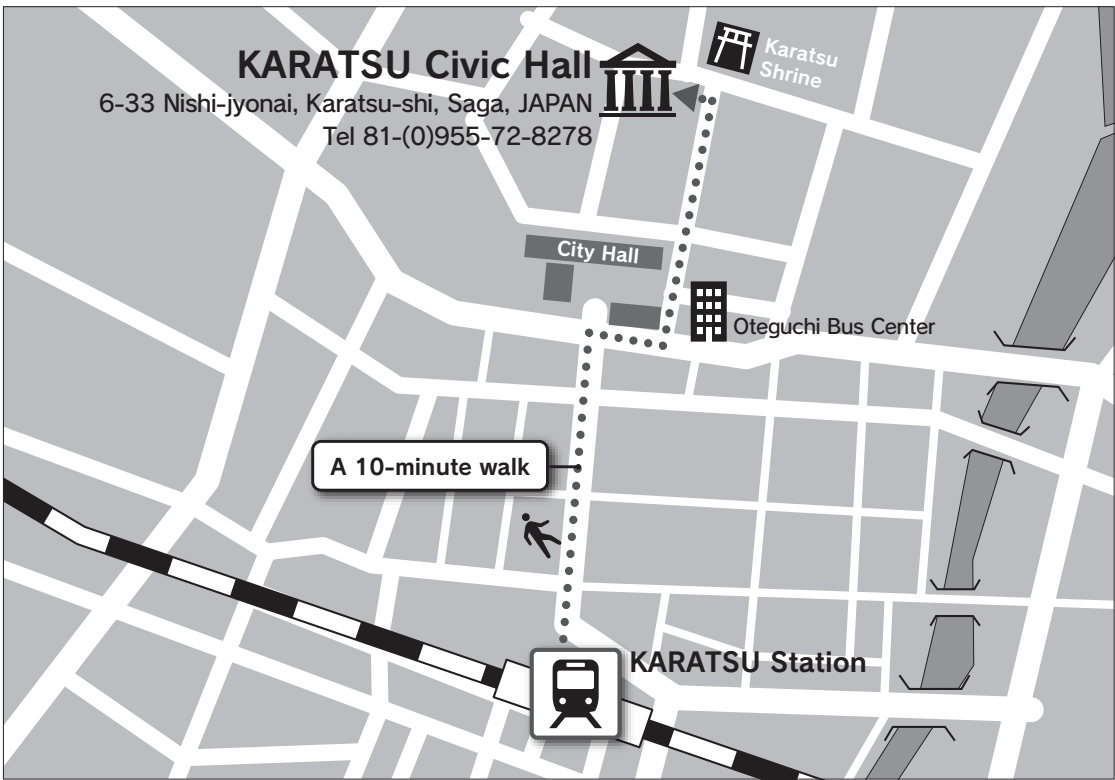 KARATSU Civic Hall
6-33 Nishi-jyonai, Karatsu-shi, Saga, JAPAN
Tel 81-(0)955-72-8278
Karatsu
Shrine
City Hall
Oteguchi Bus Center
A 10-minute walk
KARATSU Station